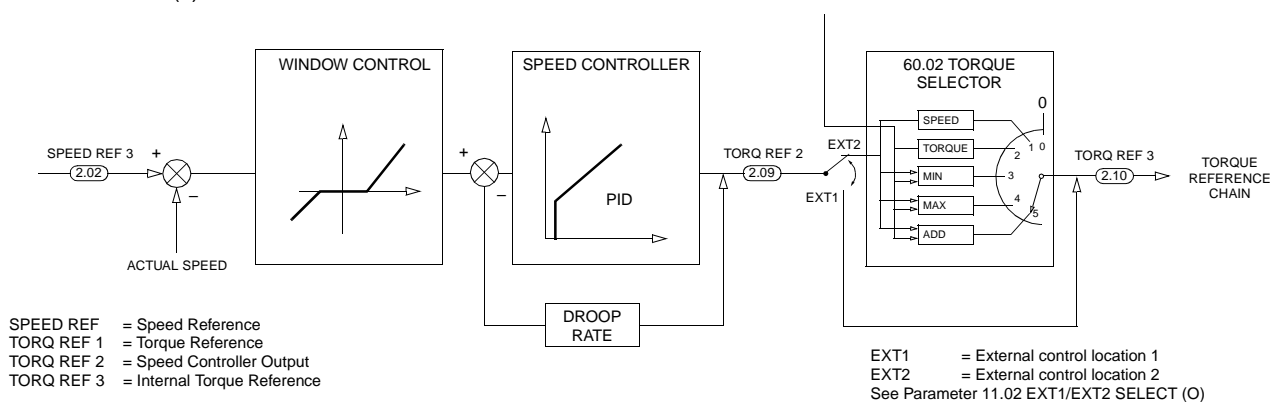 (O)
WINDOW CONTROL
SPEED CONTROLLER
60.02 TORQUE
SELECTOR
0
SPEED REF 3
2.02
+
–
ACTUAL SPEED
+
–
PID
DROOP
RATE
TORQ REF 2
2.09
EXT2
EXT1
SPEED
TORQUE
MIN
MAX
ADD
0
1
2
3
4
5
TORQ REF 3
2.10
TORQUE
REFERENCE
CHAIN
SPEED REF = Speed Reference
TORQ REF 1 = Torque Reference
TORQ REF 2 = Speed Controller Output
TORQ REF 3 = Internal Torque Reference
EXT1 = External control location 1
EXT2 = External control location 2
See Parameter 11.02 EXT1/EXT2 SELECT (O)